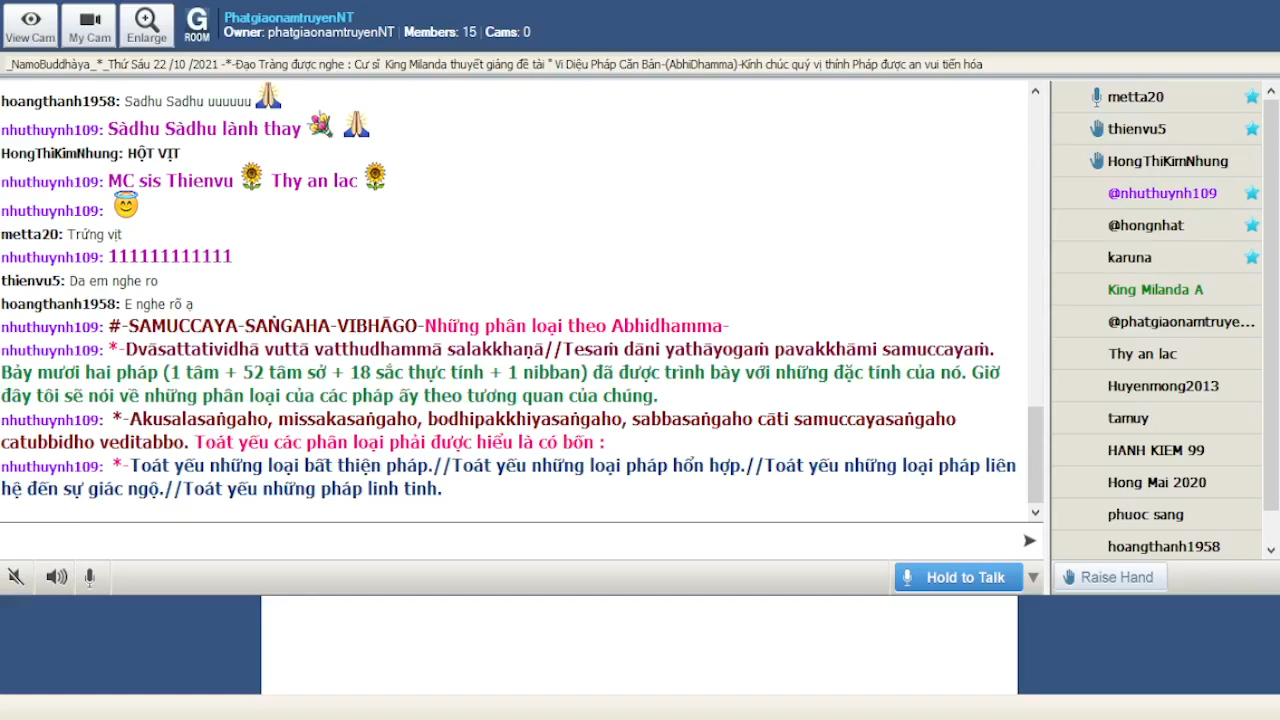 View Cam
My Cam
Enlarge
G
ROOM
PhatgiaonamtruyenNT
Owner: phatgiaonamtruyenNT | Members: 15 | Cams: 0
_NamoBuddhàya_*_Thứ Sáu 22 /10 /2021 -*-Đạo Tràng được nghe : Cư sĩ King Milanda thuyết giảng đề tài " Vi Diệu Pháp Căn Bản-(AbhiDhamma)-Kính chúc quý vị thính Pháp được an vui tiến hóa
hoangthanh1958: Sadhu Sadhu uuuuuu
nhuthuynh109: Sàdhu Sàdhu lành thay
HongThiKimNhung: HỘT VỊT
nhuthuynh109: MC sis Thienvu Thy an lac
nhuthuynh109:
metta20: Trứng vịt
nhuthuynh109: 111111111111
thienvu5: Da em nghe ro
hoangthanh1958: E nghe rõ ạ
nhuthuynh109: #-SAMUCCAYA-SAṄGAHA-VIBHĀGO-Những phân loại theo Abhidhamma-
nhuthuynh109: *-Dvāsattatividhā vuttā vatthudhammā salakkhaṇā//Tesaṁ dāni yathāyogaṁ pavakkhāmi samuccayaṁ.
Bảy mươi hai pháp (1 tâm + 52 tâm sở + 18 sắc thực tính + 1 nibban) đã được trình bày với những đặc tính của nó. Giờ
đây tôi sẽ nói về những phân loại của các pháp ấy theo tương quan của chúng.
nhuthuynh109: *-Akusalasaṅgaho, missakasaṅgaho, bodhipakkhiyasaṅgaho, sabbasaṅgaho cāti samuccayasaṅgaho
catubbidho veditabbo. Toát yếu các phân loại phải được hiểu là có bốn :
nhuthuynh109: *-Toát yếu những loại bất thiện pháp.//Toát yếu những loại pháp hổn hợp.//Toát yếu những loại pháp liên
hệ đến sự giác ngộ.//Toát yếu những pháp linh tinh.
metta20
thienvu5
HongThiKimNhung
@nhuthuynh109
@hongnhat
karuna
King Milanda A
@phatgiaonamtruye...
Thy an lac
Huyenmong2013
tamuy
HANH KIEM 99
Hong Mai 2020
phuoc sang
hoangthanh1958
Hold to Talk
Raise Hand